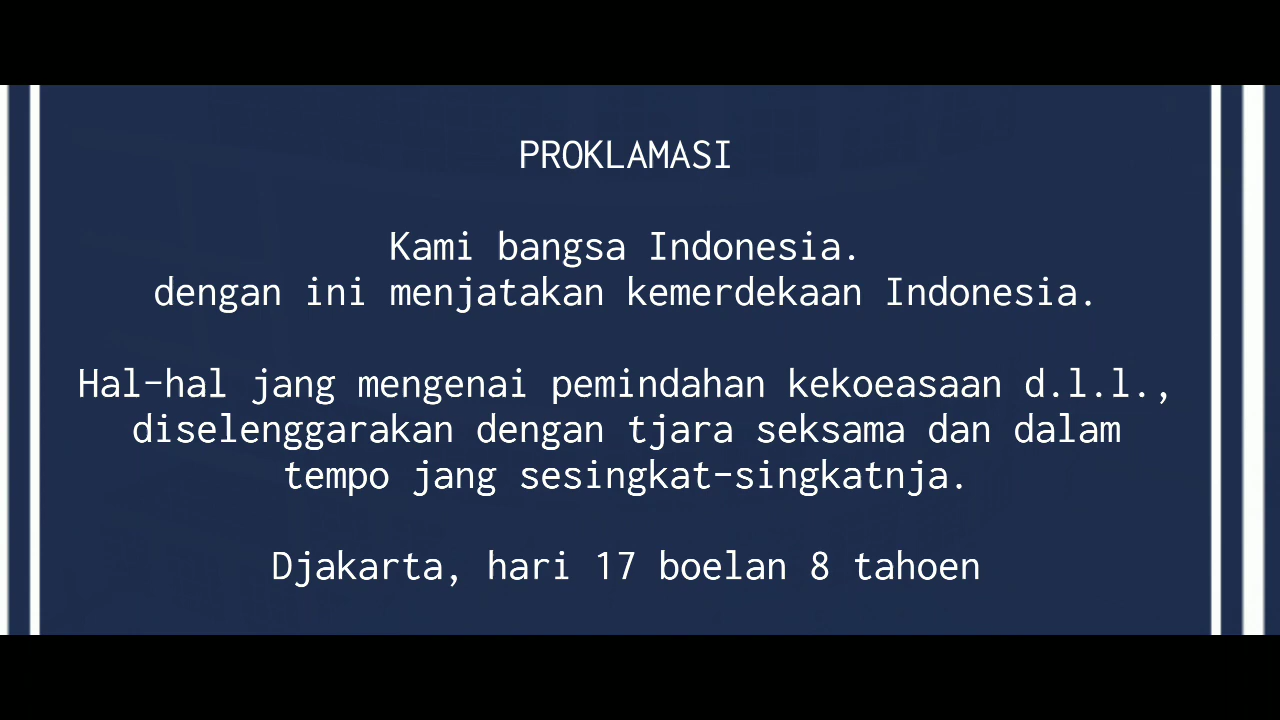 PROKLAMASI
Kami bangsa Indonesia.
dengan ini menjatakan kemerdekaan Indonesia.
Hal-hal jang mengenai pemindahan kekoeasaan d.l.l.,
diselenggarakan dengan tjara seksama dan dalam
tempo jang sesingkat-singkatnja.
Djakarta, hari 17 boelan 8 tahoen